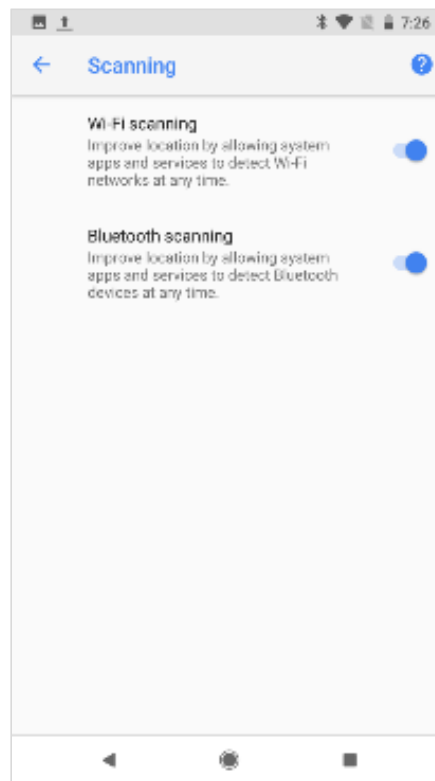 7:26
Scanning
?
Wi-Fi scanning
Improve location by allowing system
apps and services to detect Wi-Fi
networks at any time.
Bluetooth scanning
Improve location by allowing system
apps and services to detect Bluetooth
devices at any time.